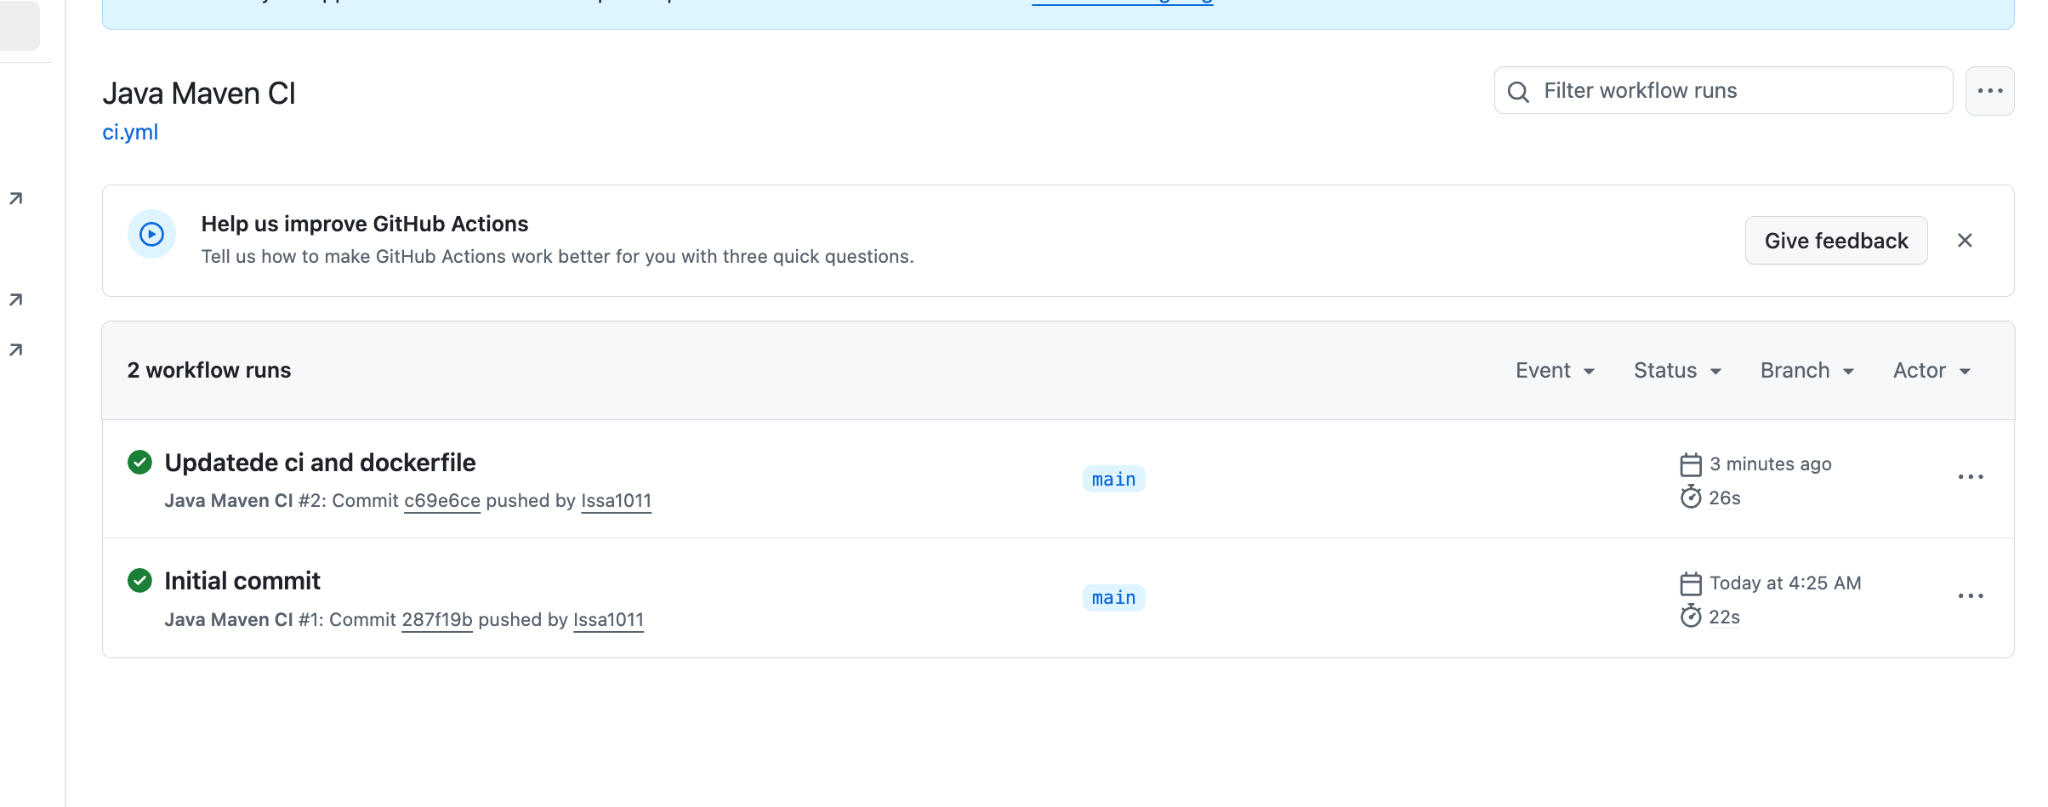 Java Maven CI
Filter workflow runs
ci.yml
Help us improve GitHub Actions
Tell us how to make GitHub Actions work better for you with three quick questions.
Give feedback
2 workflow runs
Event
Status
Branch
Actor
Updatede ci and dockerfile
Java Maven CI #2: Commit c69e6ce pushed by Issa1011
main
3 minutes ago
26s
Initial commit
Java Maven CI #1: Commit 287f19b pushed by Issa1011
main
Today at 4:25 AM
22s